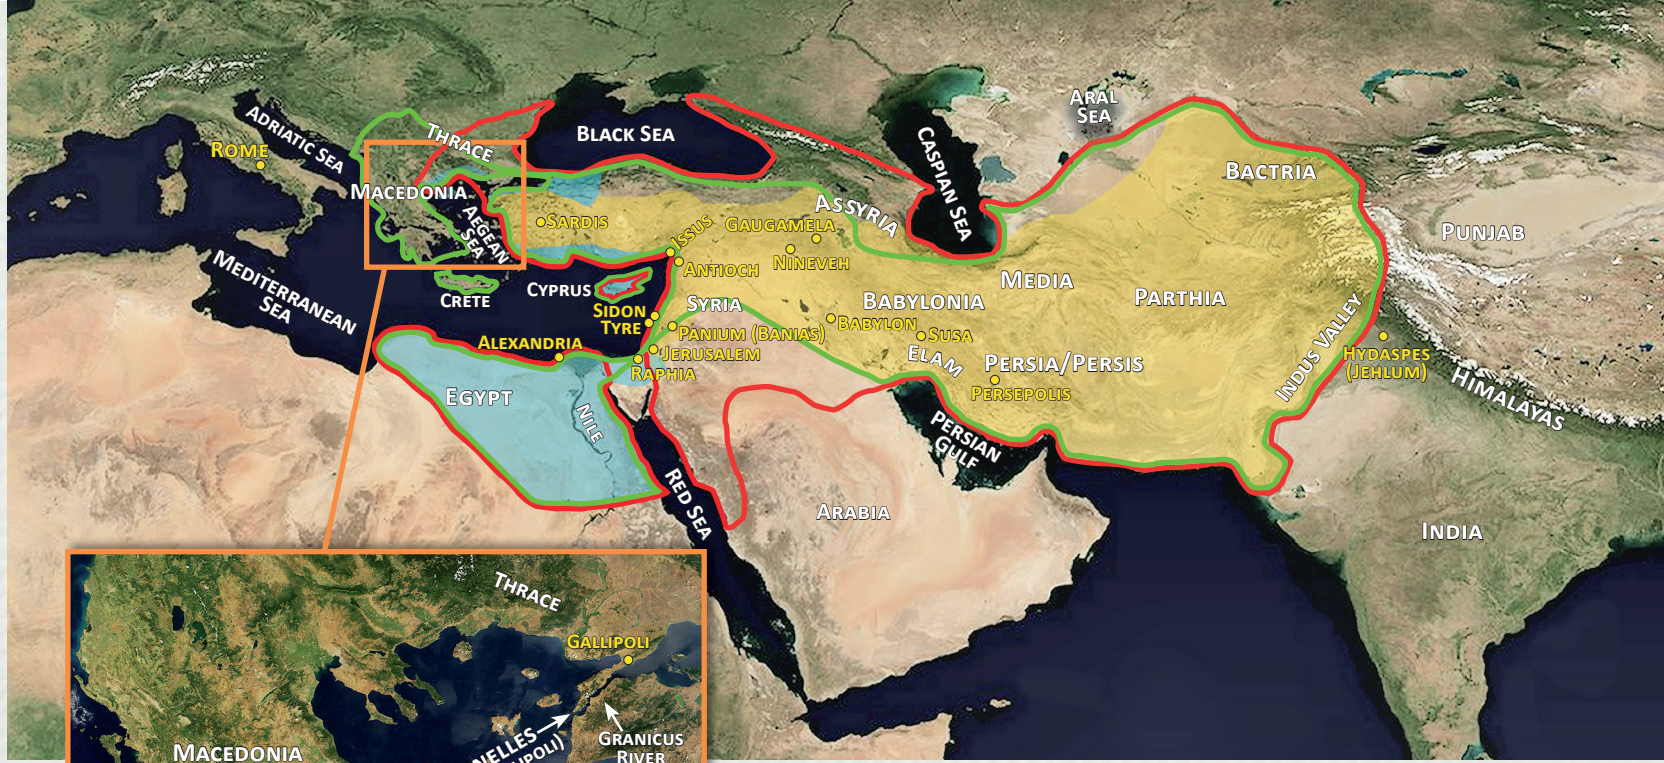 Aral
Sea
Adriatic Sea
Thrace
Black Sea
Caspian Sea
Rome
Bactria
Macedonia
Assyria
Sardis
Aegean
Sea
Issus
Gaugamela
Punjab
Nineveh
Antioch
Mediterranean
Sea
Media
Crete
Cyprus
Syria
Babylonia
Parthia
Sidon
Tyre
Panium (Banias)
Babylon
Susa
Indus Valley
Alexandria
Jerusalem
Elam
Persia/Persis
Hydaspes
(Jehlum)
Raphia
Persepolis
Himalayas
Egypt
Nile
Persian
Gulf
Red Sea
Arabia
India
Thrace
Gallipoli
Granicus
River
Macedonia
nelles
ipoli)